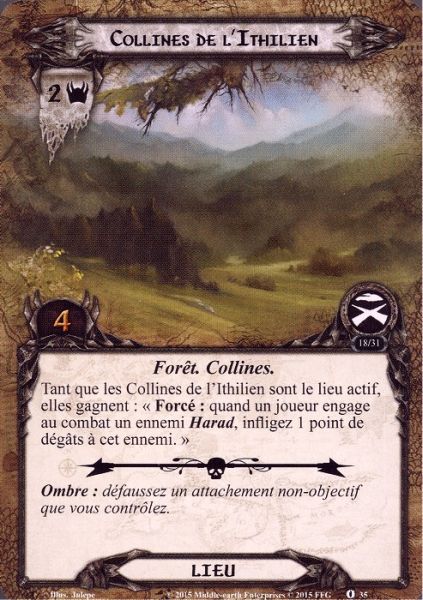 Collines de l'Ithilien
2
4
18/31
Forêt. Collines.
Tant que les Collines de l'Ithilien sont le lieu actif,
elles gagnent : « Forcé : quand un joueur engage
au combat un ennemi Harad, infligez 1 point de
dégâts à cet ennemi. »
Ombre : défaussez un attachement non-objectif
que vous contrôlez.
LIEU
Illus. Julepe © 2015 Middle-earth Enterprises © 2015 FFG 35